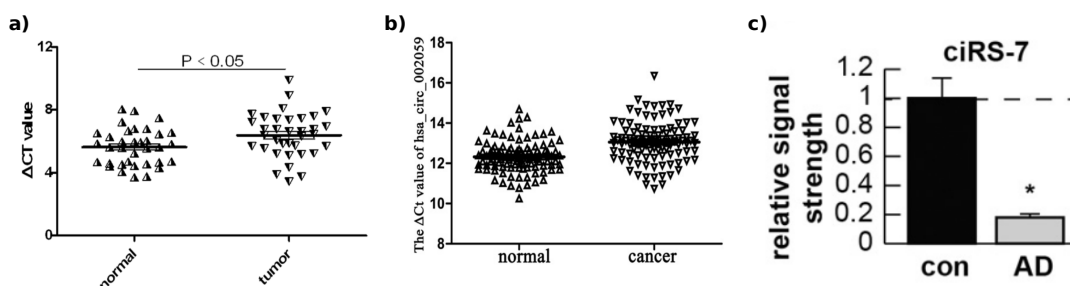 a)
ΔCT value
12
8
4
0
P < 0.05
normal
tumor
b)
The ΔCt value of hsa_circ_002059
18
16
14
12
10
8
normal
cancer
c)
ciRS-7
relative signal
strength
1.2
1
0.8
0.6
0.4
0.2
0
*
con
AD